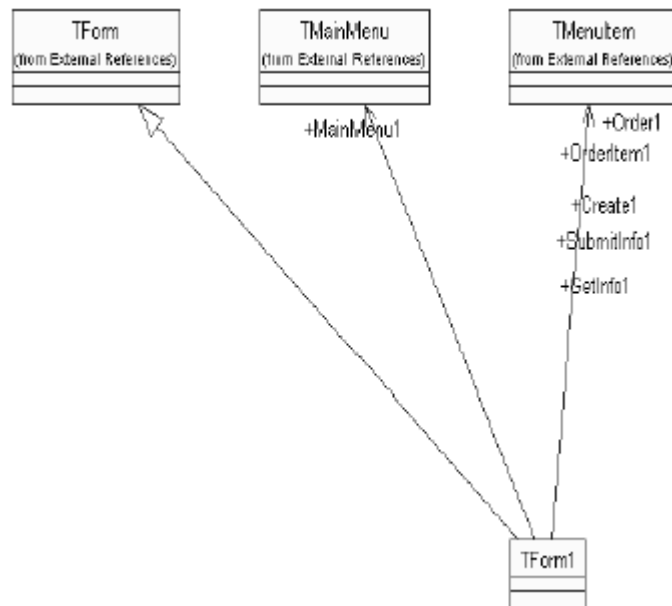 TForm
(from External References)
TMainMenu
(from External References)
TMenuItem
(from External References)
+MainMenu1
+Order1
+OrderItem1
+Create1
+SubmitInfo1
+GetInfo1
TForm1